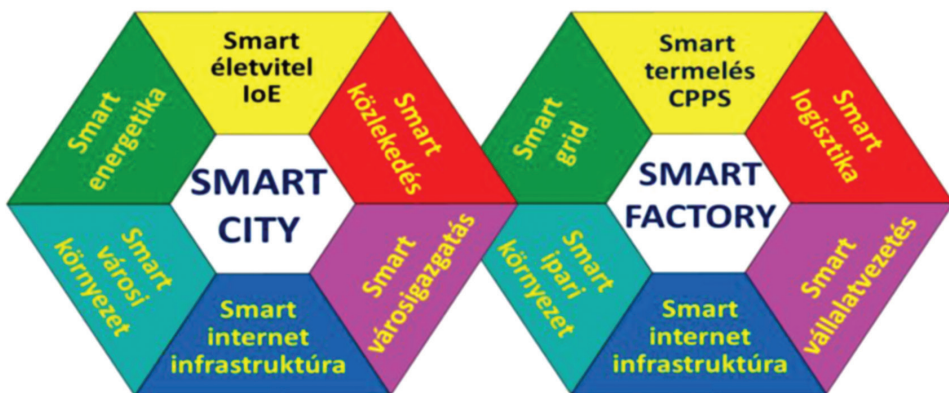 Smart
életvitel
IoE
Smart
közlekedés
Smart
városigazgatás
Smart
internet
infrastruktúra
Smart
városi
környezet
Smart
energetika
SMART
CITY
Smart
termelés
CPPS
Smart
logisztika
Smart
vállalatvezetés
Smart
internet
infrastruktúra
Smart
ipari
környezet
Smart
grid
SMART
FACTORY